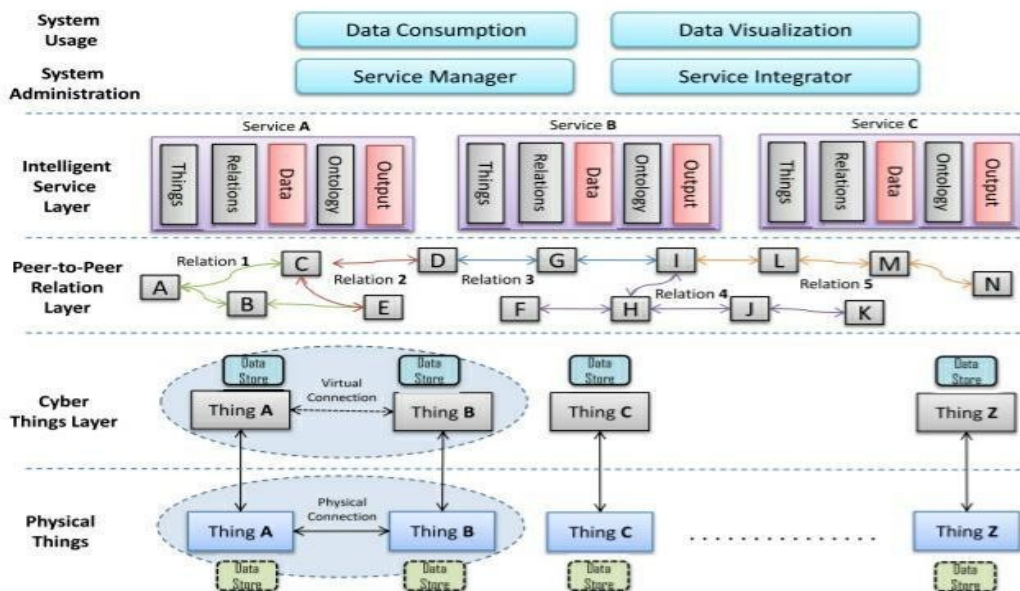 System
Usage
Data Consumption
Data Visualization
System
Administration
Service Manager
Service Integrator
Intelligent
Service
Layer
Service A
Things
Relations
Data
Ontology
Output
Service B
Things
Relations
Data
Ontology
Output
Service C
Things
Relations
Data
Ontology
Output
Peer-to-Peer
Relation
Layer
Relation 1
A
B
C
Relation 2
E
D
Relation 3
G
I
F
H
Relation 4
J
K
L
Relation 5
M
N
Cyber
Things Layer
Data
Store
Thing A
Virtual
Connection
Data
Store
Thing B
Data
Store
Thing C
Data
Store
Thing Z
Physical
Things
Thing A
Physical
Connection
Thing B
Thing C
. . . . . . . . . . . . . .
Thing Z
Data
Store
Data
Store
Data
Store
Data
Store